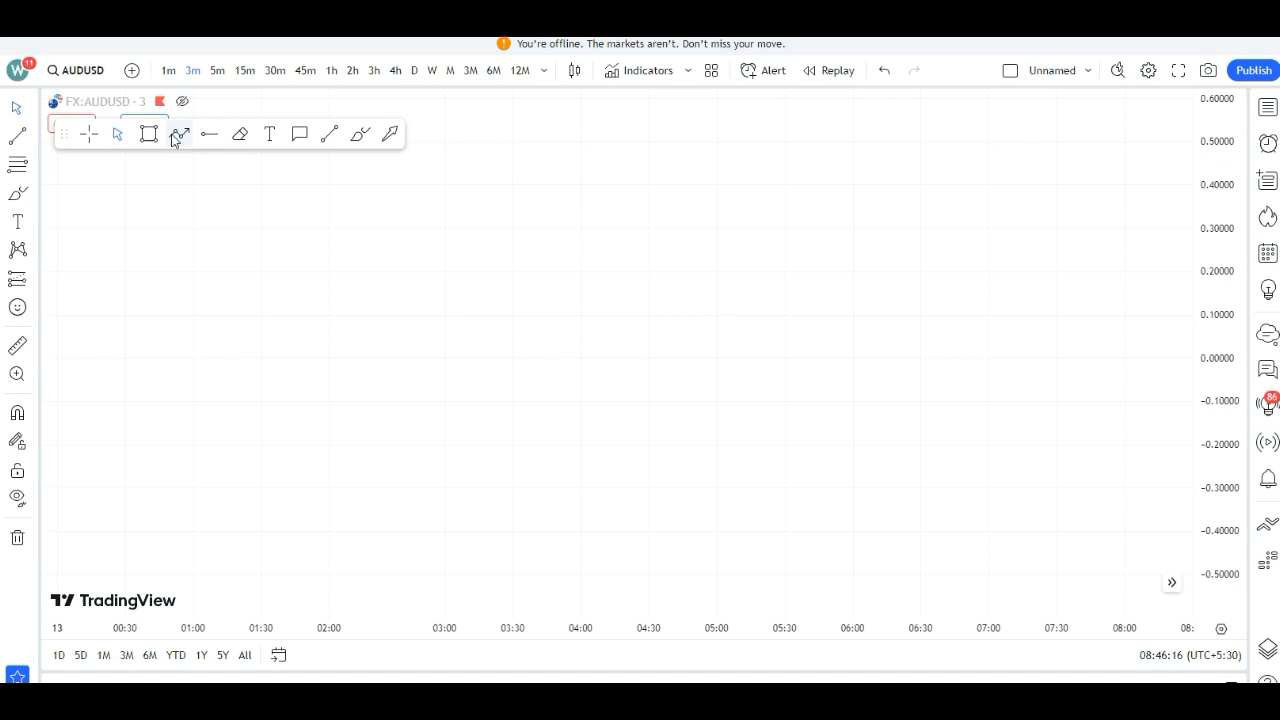 You're offline. The markets aren't. Don't miss your move.
W 11 AUDUSD 1m 3m 5m 15m 30m 45m 1h 2h 3h 4h D W M 3M 6M 12M Indicators Alert Replay Unnamed Publish
FX:AUDUSD · 3
0.60000
0.50000
0.40000
0.30000
0.20000
0.10000
0.00000
-0.10000
86
-0.20000
-0.30000
-0.40000
-0.50000
TradingView
13 00:30 01:00 01:30 02:00 03:00 03:30 04:00 04:30 05:00 05:30 06:00 06:30 07:00 07:30 08:00 08:
1D 5D 1M 3M 6M YTD 1Y 5Y All 08:46:16 (UTC+5:30)